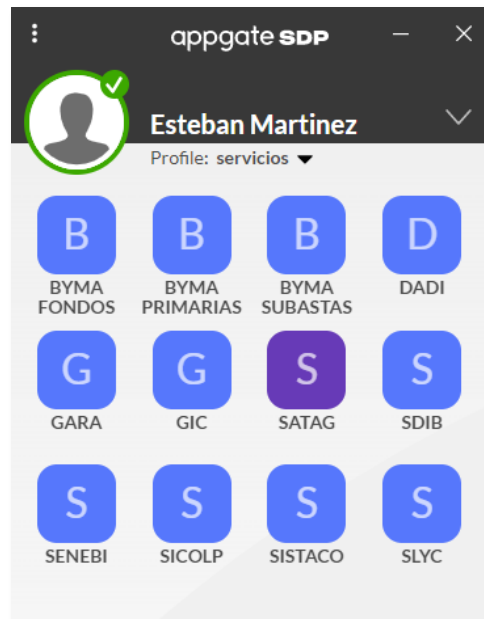 appgate SDP
Esteban Martinez
Profile: servicios
B B B D
BYMA FONDOS
BYMA PRIMARIAS
BYMA SUBASTAS
DADI
G G S S
GARA GIC SATAG SDIB
S S S S
SENEBI SICOLP SISTACO SLYC